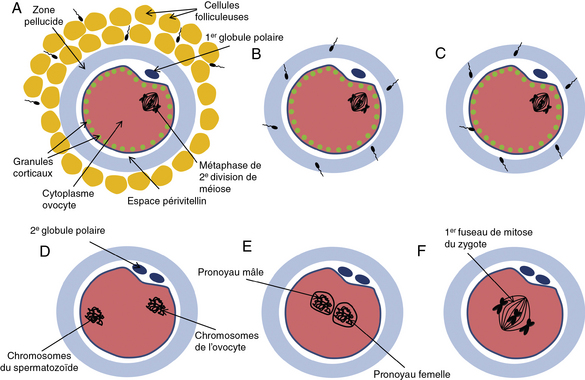 A
Zone
pellucide
Cellules
folliculeuses
1er globule polaire
Granules
corticaux
Cytoplasme
ovocyte
Espace périvitellin
Métaphase de
2e division de
méiose
B
C
2e globule polaire
D
Chromosomes
du spermatozoïde
Chromosomes
de l'ovocyte
E
Pronoyau mâle
Pronoyau femelle
F
1er fuseau de mitose
du zygote